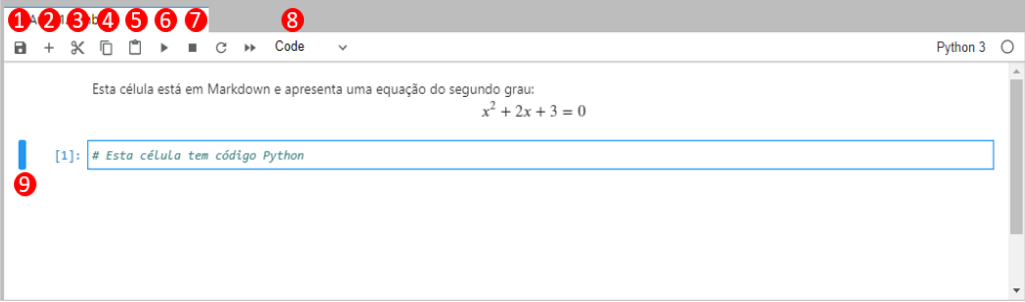 1 2 3 4 5 6 7 8
Code
Python 3
Esta célula está em Markdown e apresenta uma equação do segundo grau:
x² + 2x + 3 = 0
[1]: # Esta célula tem código Python
9